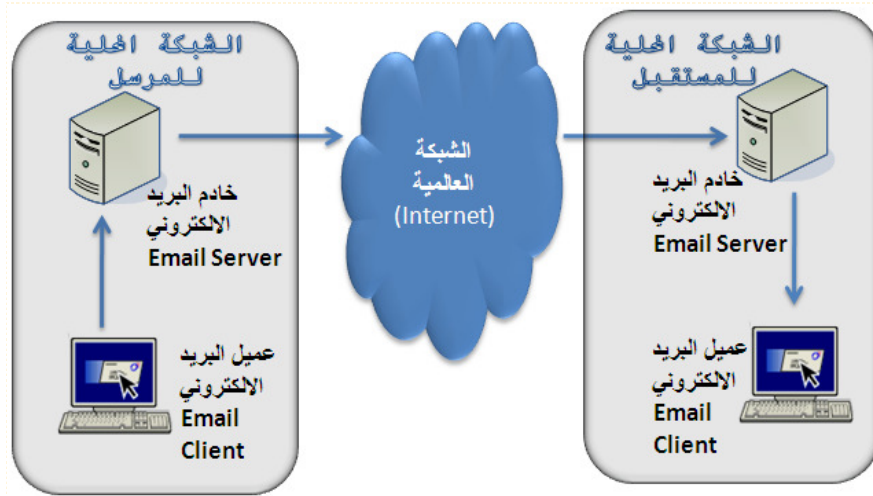 الشبكة المحلية
للمرسل
خادم البريد
الالكتروني
Email Server
عميل البريد
الالكتروني
Email
Client
الشبكة
العالمية
(Internet)
الشبكة المحلية
للمستقبل
خادم البريد
الالكتروني
Email Server
عميل البريد
الالكتروني
Email
Client